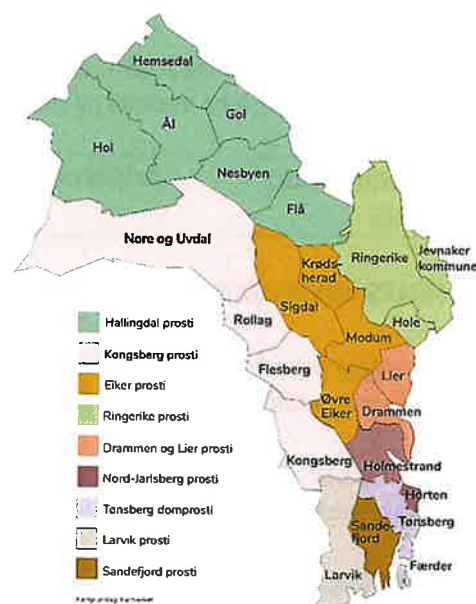 Hemsedal
Gol
Ål
Hol
Nesbyen
Flå
Nore og Uvdal
Krøds-
herad
Ringerike
Jevnaker
kommune
Sigdal
Rollag
Hole
Modum
Flesberg
Lier
Øvre
Eiker
Drammen
Kongsberg
Holmestrand
Horten
Tønsberg
Sande-
fjord
Færder
Larvik
Hallingdal prosti
Kongsberg prosti
Eiker prosti
Ringerike prosti
Drammen og Lier prosti
Nord-Jarlsberg prosti
Tønsberg domprosti
Larvik prosti
Sandefjord prosti